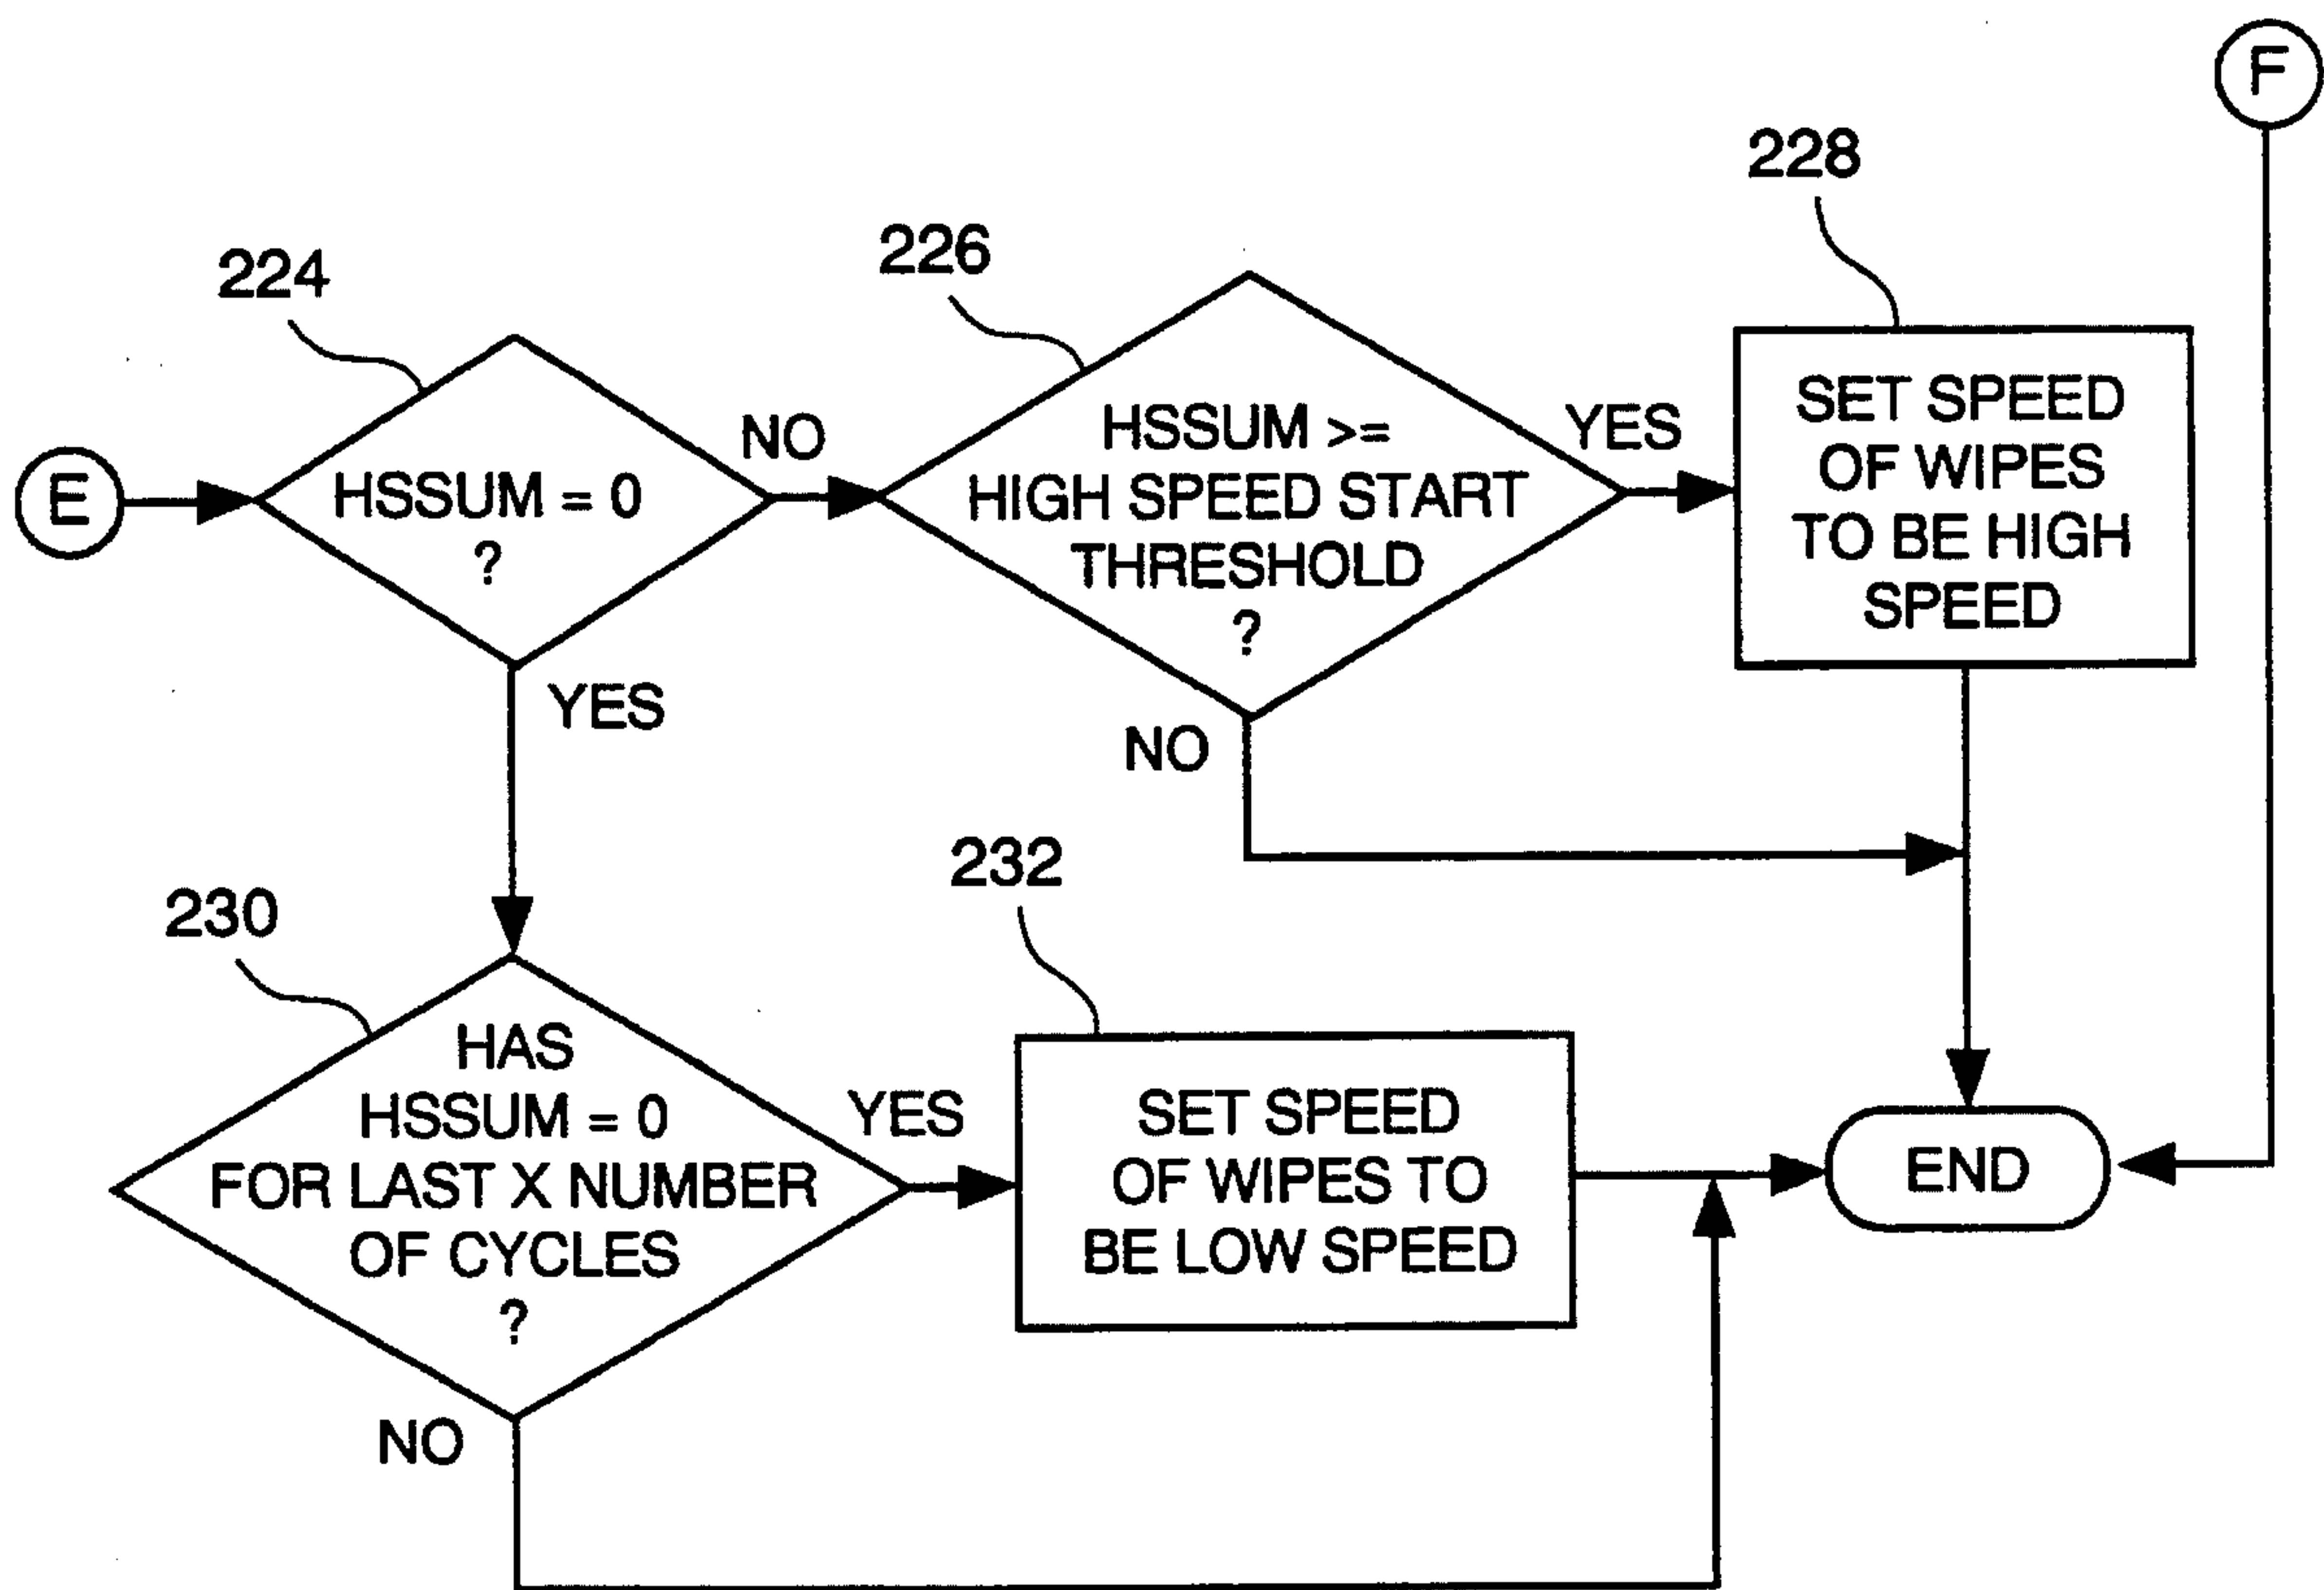 F
228
226
224
E
HSSUM = 0
?
NO
YES
HSSUM >=
HIGH SPEED START
THRESHOLD
?
YES
NO
SET SPEED
OF WIPES
TO BE HIGH
SPEED
230
HAS
HSSUM = 0
FOR LAST X NUMBER
OF CYCLES
?
YES
NO
232
SET SPEED
OF WIPES TO
BE LOW SPEED
END